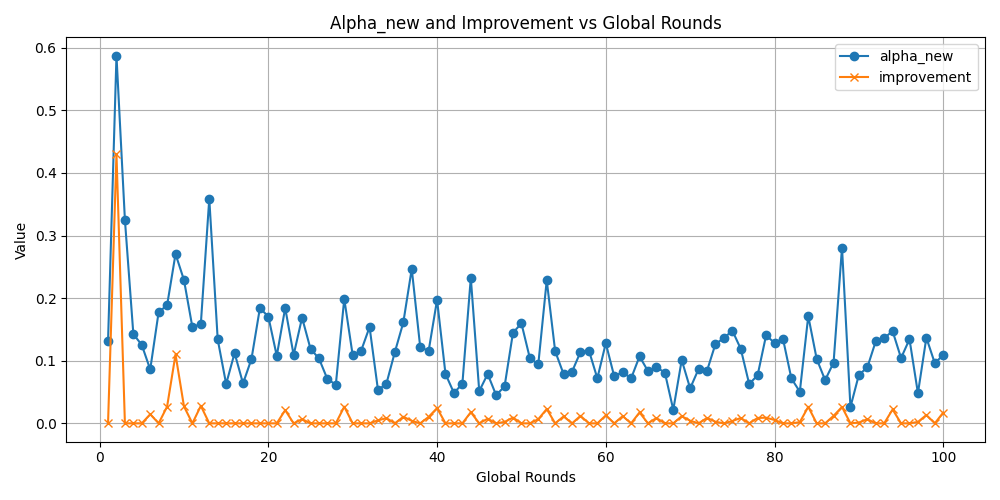 Alpha_new and Improvement vs Global Rounds
alpha_new
improvement
Value
0.6
0.5
0.4
0.3
0.2
0.1
0.0
0 20 40 60 80 100
Global Rounds